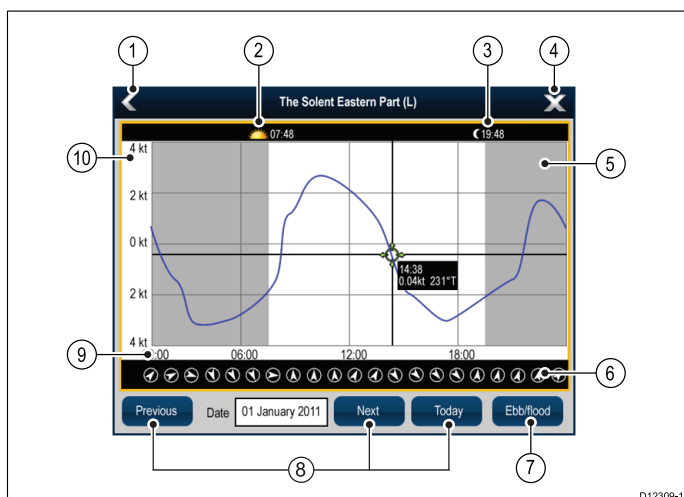 1
2
3
4
The Solent Eastern Part (L)
07:48
19:48
10
5
4 kt
2 kt
0 kt
14:38
0.04kt 231°T
2 kt
4 kt
9
:00 06:00 12:00 18:00
6
Previous Date 01 January 2011 Next Today Ebb/flood
8
7
D12309-1